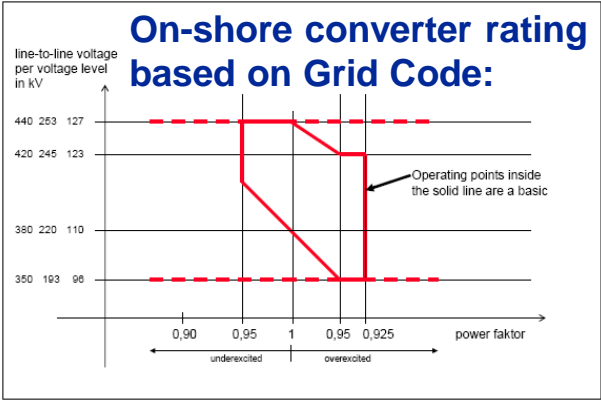 On-shore converter rating
based on Grid Code:
line-to-line voltage
per voltage level
in kV
440 253 127
420 245 123
Operating points inside
the solid line are a basic
380 220 110
350 193 96
0,90 0,95 1 0,95 0,925 power faktor
underexcited overexcited